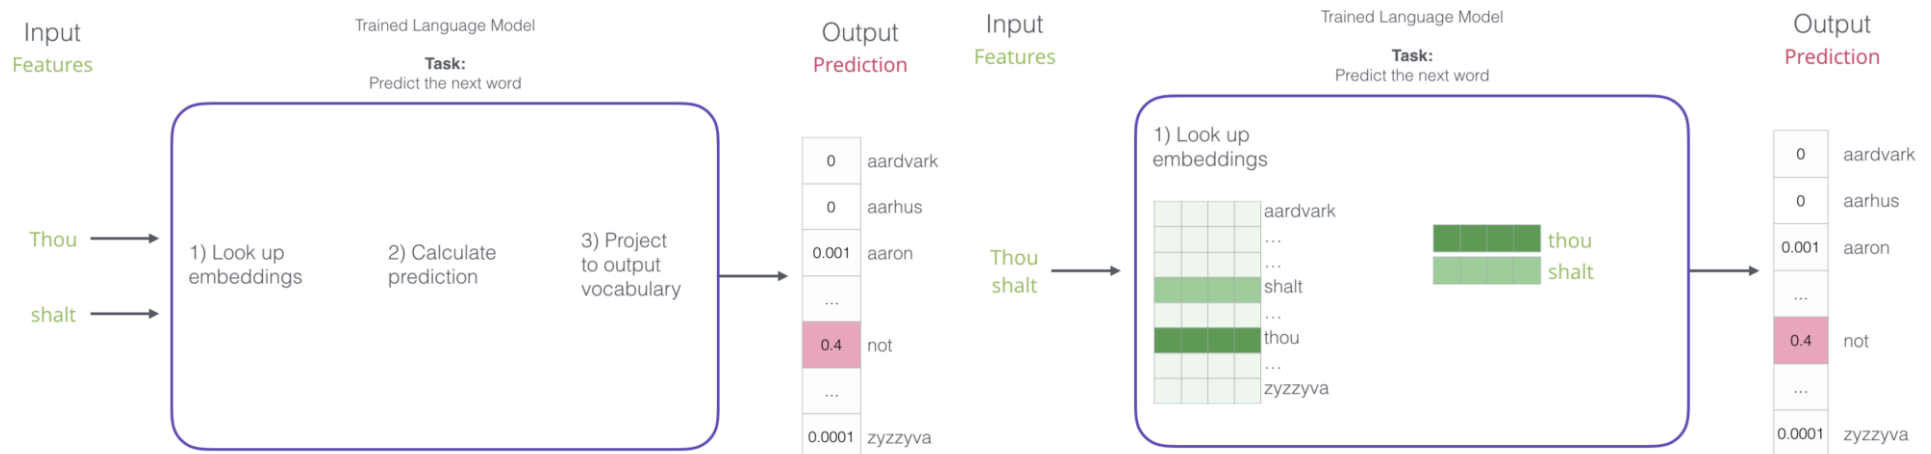 Input
Features
Trained Language Model
Task:
Predict the next word
Output
Prediction
Thou
shalt
1) Look up
embeddings
2) Calculate
prediction
3) Project
to output
vocabulary
0 aardvark
0 aarhus
0.001 aaron
...
0.4 not
...
0.0001 zyzzyva
Input
Features
Trained Language Model
Task:
Predict the next word
Output
Prediction
Thou
shalt
1) Look up
embeddings
aardvark
...
...
shalt
...
thou
...
zyzzyva
thou
shalt
0 aardvark
0 aarhus
0.001 aaron
...
0.4 not
...
0.0001 zyzzyva